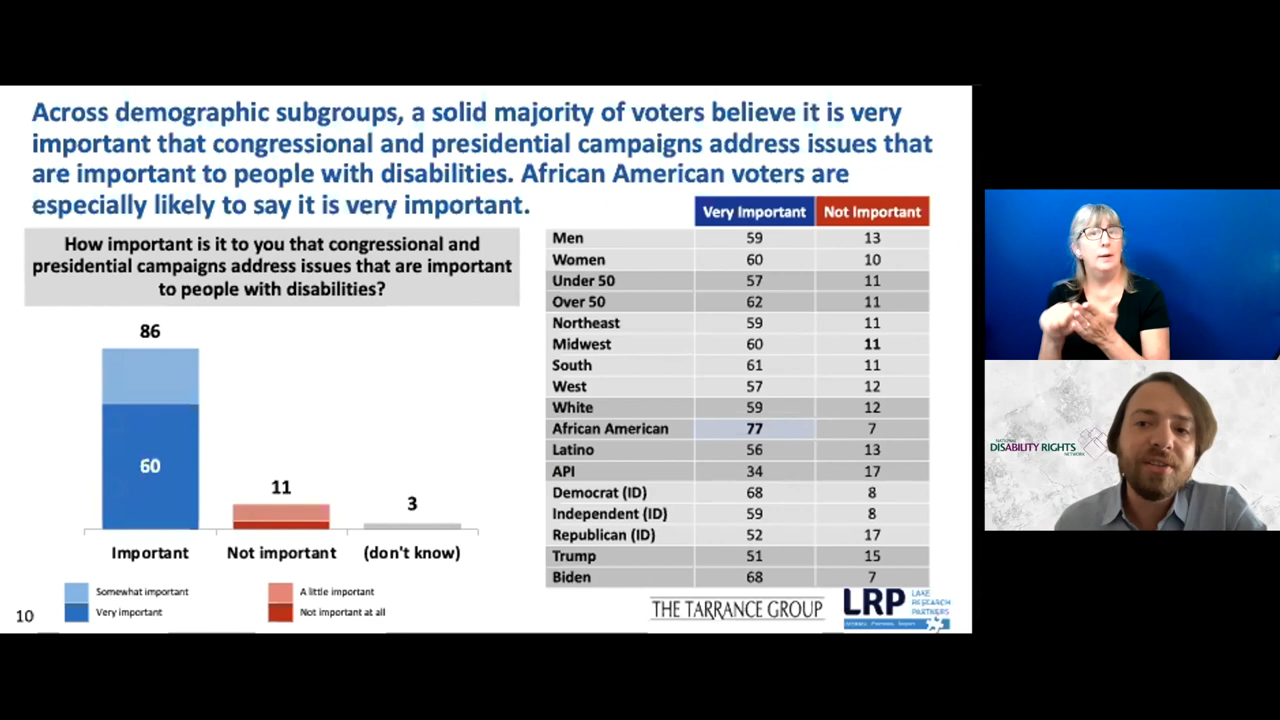 Across demographic subgroups, a solid majority of voters believe it is very
important that congressional and presidential campaigns address issues that
are important to people with disabilities. African American voters are
especially likely to say it is very important.
How important is it to you that congressional and
presidential campaigns address issues that are important
to people with disabilities?
86
60
11
3
Important
Not important
(don't know)
Somewhat important
Very important
A little important
Not important at all
10
Very Important Not Important
Men 59 13
Women 60 10
Under 50 57 11
Over 50 62 11
Northeast 59 11
Midwest 60 11
South 61 11
West 57 12
White 59 12
African American 77 7
Latino 56 13
API 34 17
Democrat (ID) 68 8
Independent (ID) 59 8
Republican (ID) 52 17
Trump 51 15
Biden 68 7
THE TARRANCE GROUP
LRP
LAKE
RESEARCH
PARTNERS
NATIONAL
DISABILITY RIGHTS
NETWORK